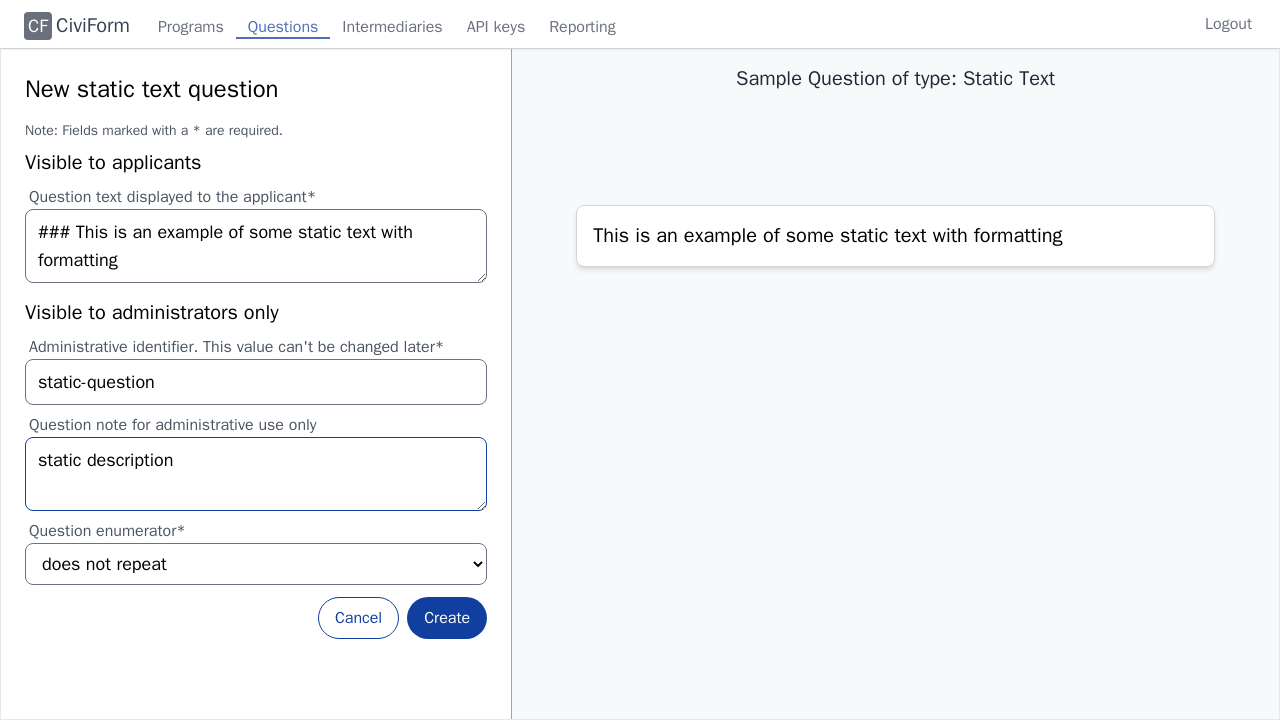 CF CiviForm Programs Questions Intermediaries API keys Reporting Logout
New static text question
Note: Fields marked with a * are required.
Visible to applicants
Question text displayed to the applicant*
### This is an example of some static text with
formatting
Visible to administrators only
Administrative identifier. This value can't be changed later*
static-question
Question note for administrative use only
static description
Question enumerator*
does not repeat
Cancel Create
Sample Question of type: Static Text
This is an example of some static text with formatting